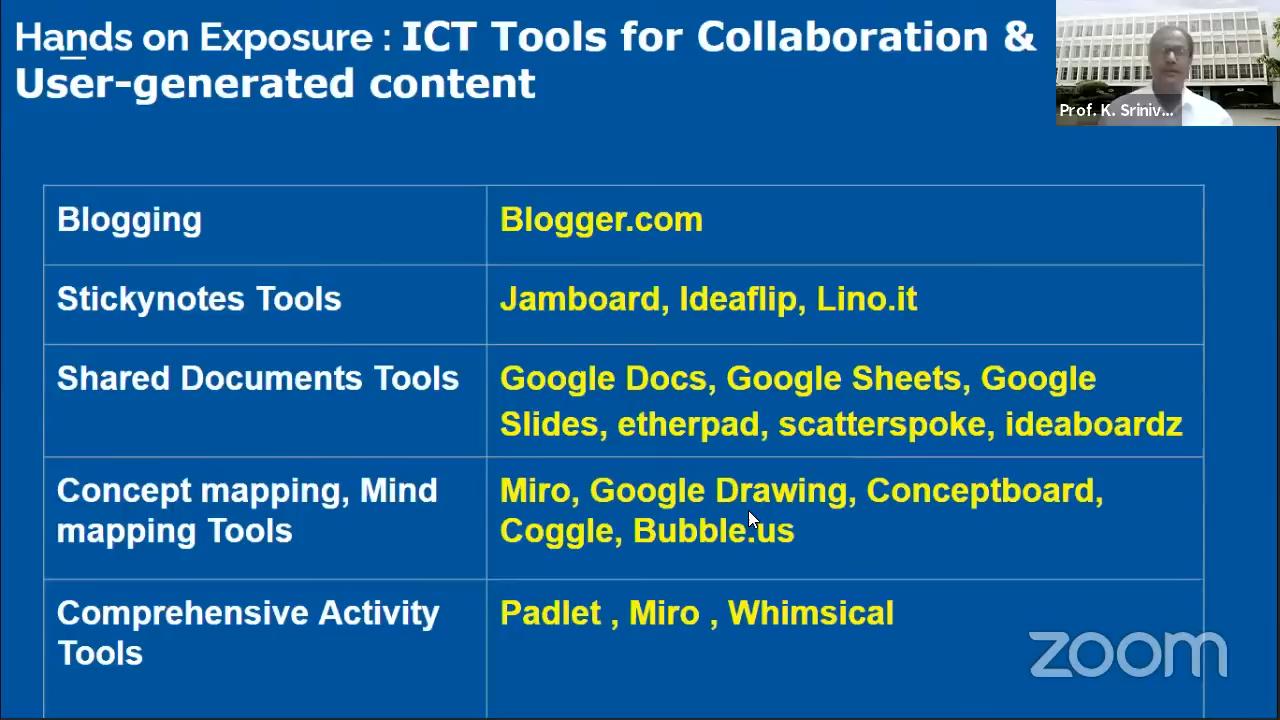 Hands on Exposure : ICT Tools for Collaboration &
User-generated content
Prof. K. Sriniv...
Blogging
Blogger.com
Stickynotes Tools
Jamboard, Ideaflip, Lino.it
Shared Documents Tools
Google Docs, Google Sheets, Google
Slides, etherpad, scatterspoke, ideaboardz
Concept mapping, Mind
mapping Tools
Miro, Google Drawing, Conceptboard,
Coggle, Bubble.us
Comprehensive Activity
Tools
Padlet , Miro , Whimsical
zoom